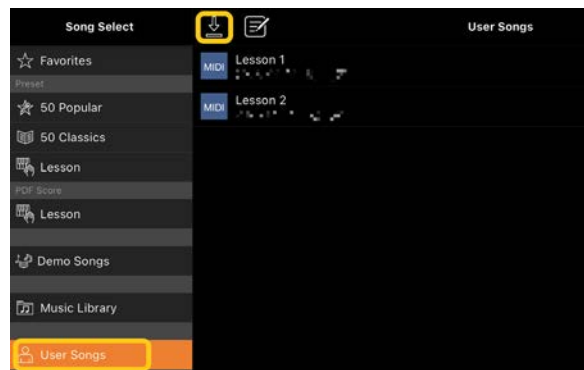 Song Select
User Songs
Favorites
Preset
50 Popular
50 Classics
Lesson
PDF Score
Lesson
Demo Songs
Music Library
User Songs
MIDI
Lesson 1
MIDI
Lesson 2